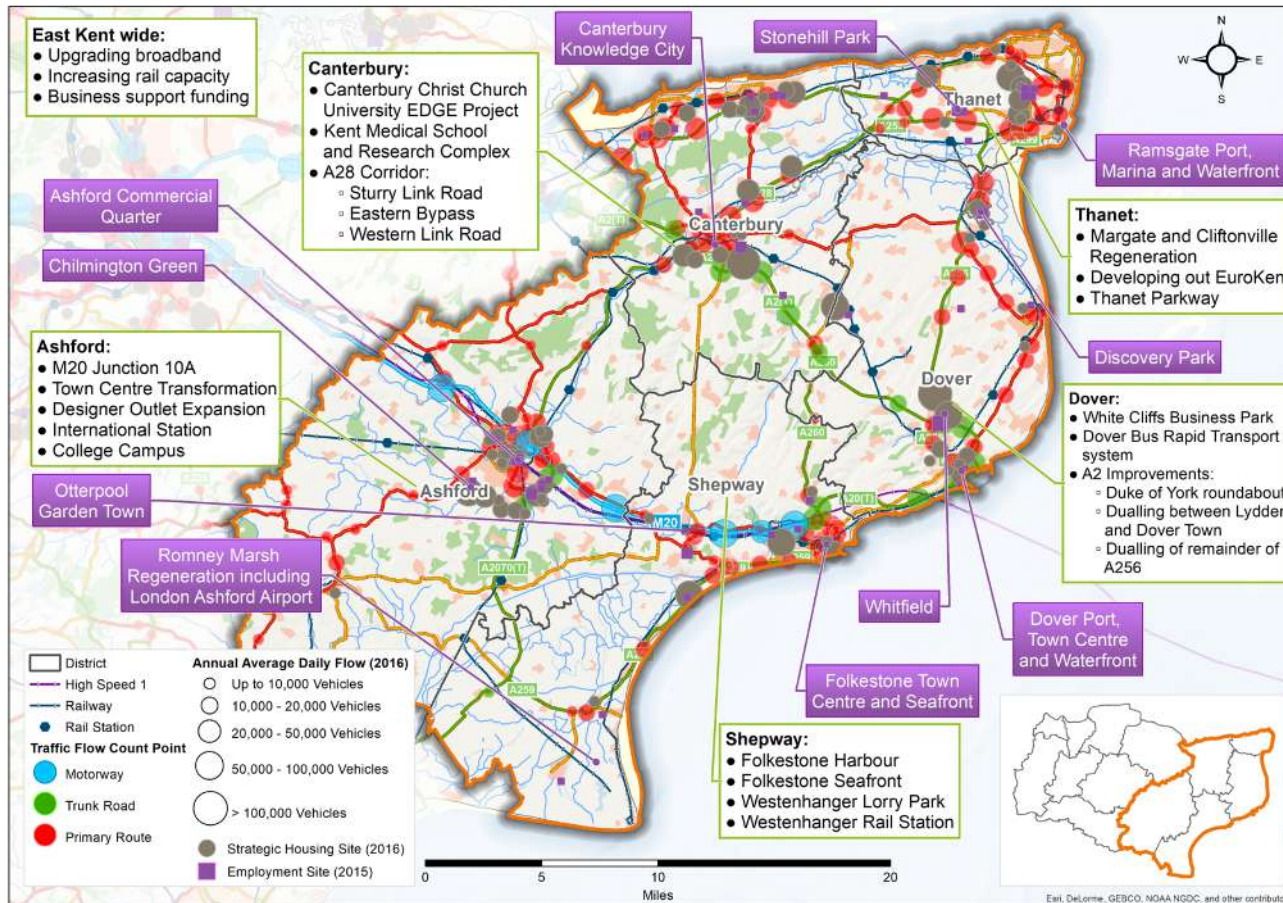 East Kent wide:
● Upgrading broadband
● Increasing rail capacity
● Business support funding
Canterbury:
● Canterbury Christ Church
University EDGE Project
● Kent Medical School
and Research Complex
● A28 Corridor:
▫ Sturry Link Road
▫ Eastern Bypass
▫ Western Link Road
Canterbury
Knowledge City
Stonehill Park
N
W E
S
Thanet
Ramsgate Port,
Marina and Waterfront
Ashford Commercial
Quarter
Chilmington Green
A2(T)
Canterbury
Thanet:
● Margate and Cliftonville
Regeneration
● Developing out EuroKen
● Thanet Parkway
Discovery Park
Ashford:
● M20 Junction 10A
● Town Centre Transformation
● Designer Outlet Expansion
● International Station
● College Campus
Dover
Dover:
● White Cliffs Business Park
● Dover Bus Rapid Transport
system
● A2 Improvements:
▫ Duke of York roundabout
▫ Dualling between Lydden
and Dover Town
▫ Dualling of remainder of
A256
A260
Otterpool
Garden Town
Ashford
Shepway
A20(T)
M20
Romney Marsh
Regeneration including
London Ashford Airport
A2070(T)
Whitfield
Dover Port,
Town Centre
and Waterfront
Folkestone Town
Centre and Seafront
A259
Shepway:
● Folkestone Harbour
● Folkestone Seafront
● Westenhanger Lorry Park
● Westenhanger Rail Station
District
High Speed 1
Railway
Rail Station
Traffic Flow Count Point
Motorway
Trunk Road
Primary Route
Annual Average Daily Flow (2016)
Up to 10,000 Vehicles
10,000 - 20,000 Vehicles
20,000 - 50,000 Vehicles
50,000 - 100,000 Vehicles
> 100,000 Vehicles
Strategic Housing Site (2016)
Employment Site (2015)
0 5 10 20
Miles
Esri, DeLorme, GEBCO, NOAA NGDC, and other contribut